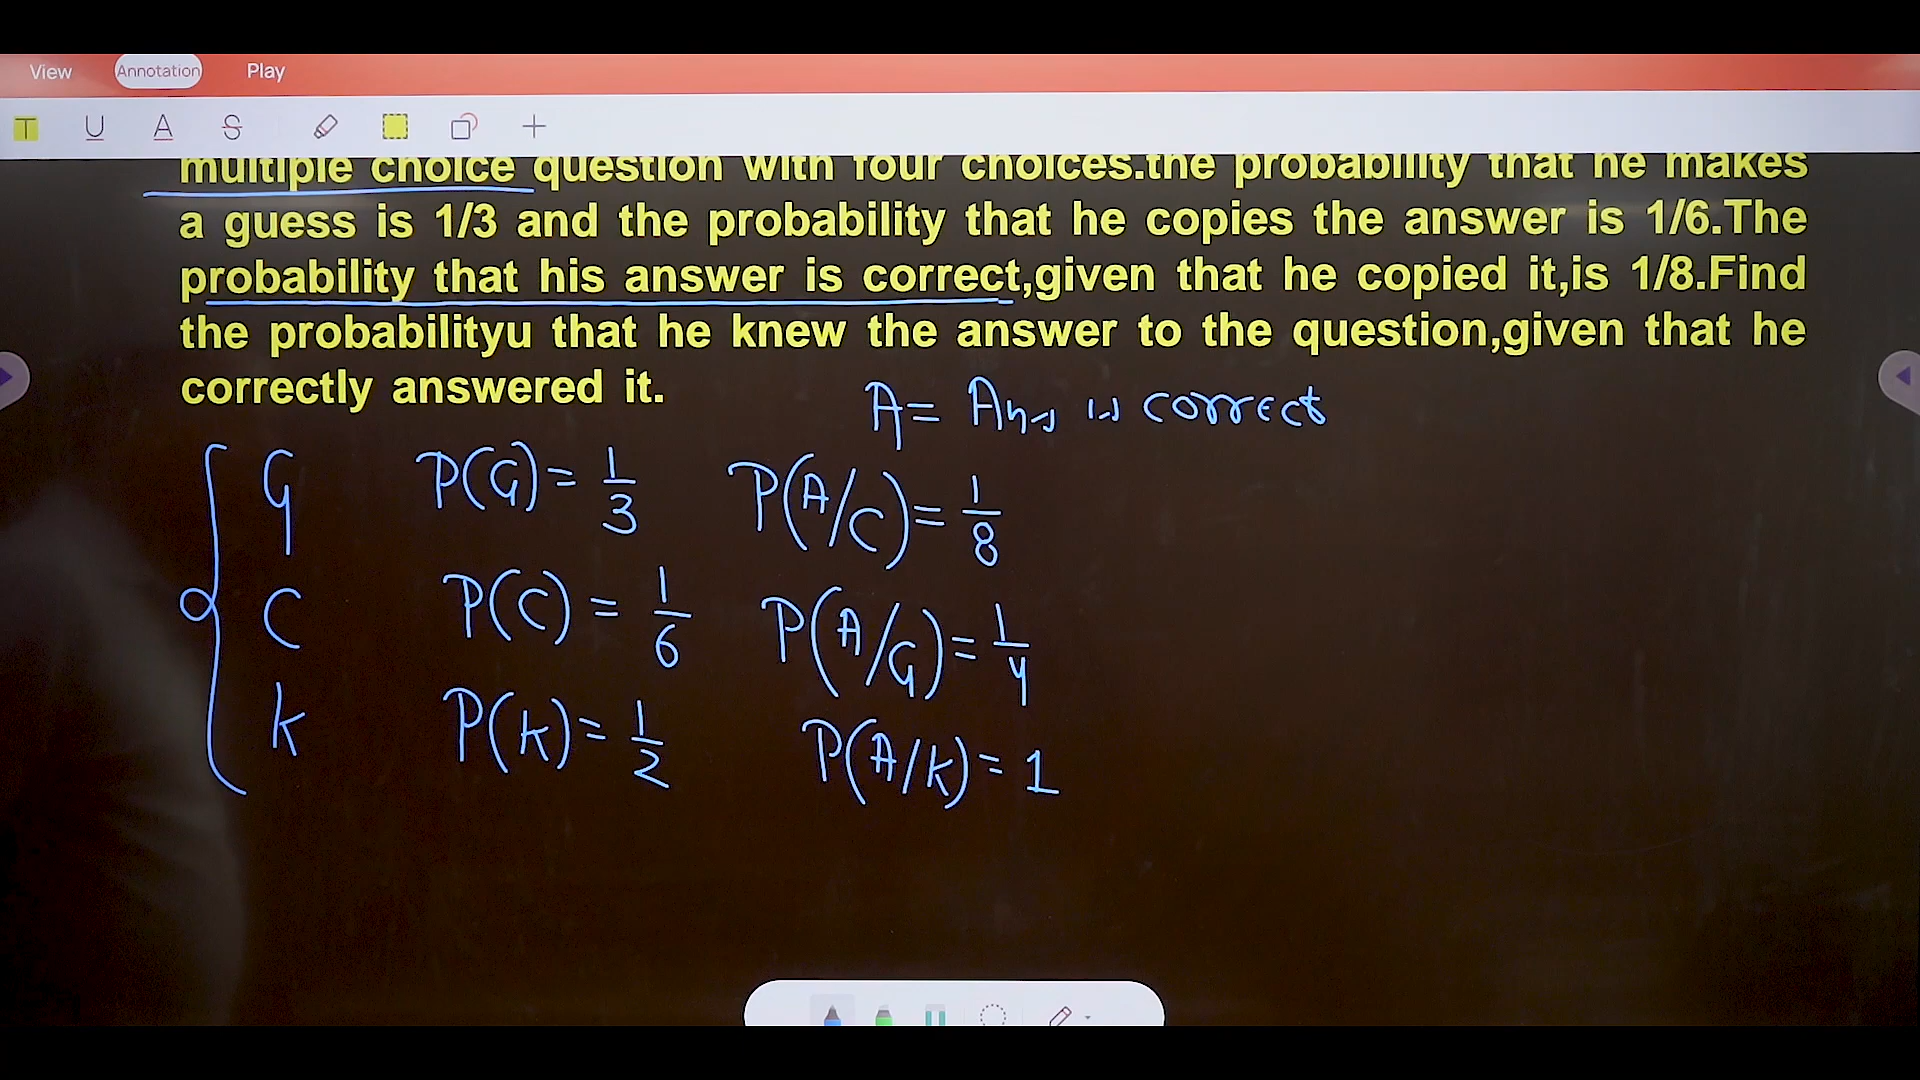 View Annotation Play
T U A S
multiple choice question with four choices.the probability that he makes
a guess is 1/3 and the probability that he copies the answer is 1/6.The
probability that his answer is correct,given that he copied it,is 1/8.Find
the probabilityu that he knew the answer to the question,given that he
correctly answered it.
A = Ans is correct
G P(G) = 1/3 P(A/C) = 1/8
C P(C) = 1/6 P(A/G) = 1/4
K P(K) = 1/2 P(A/K) = 1